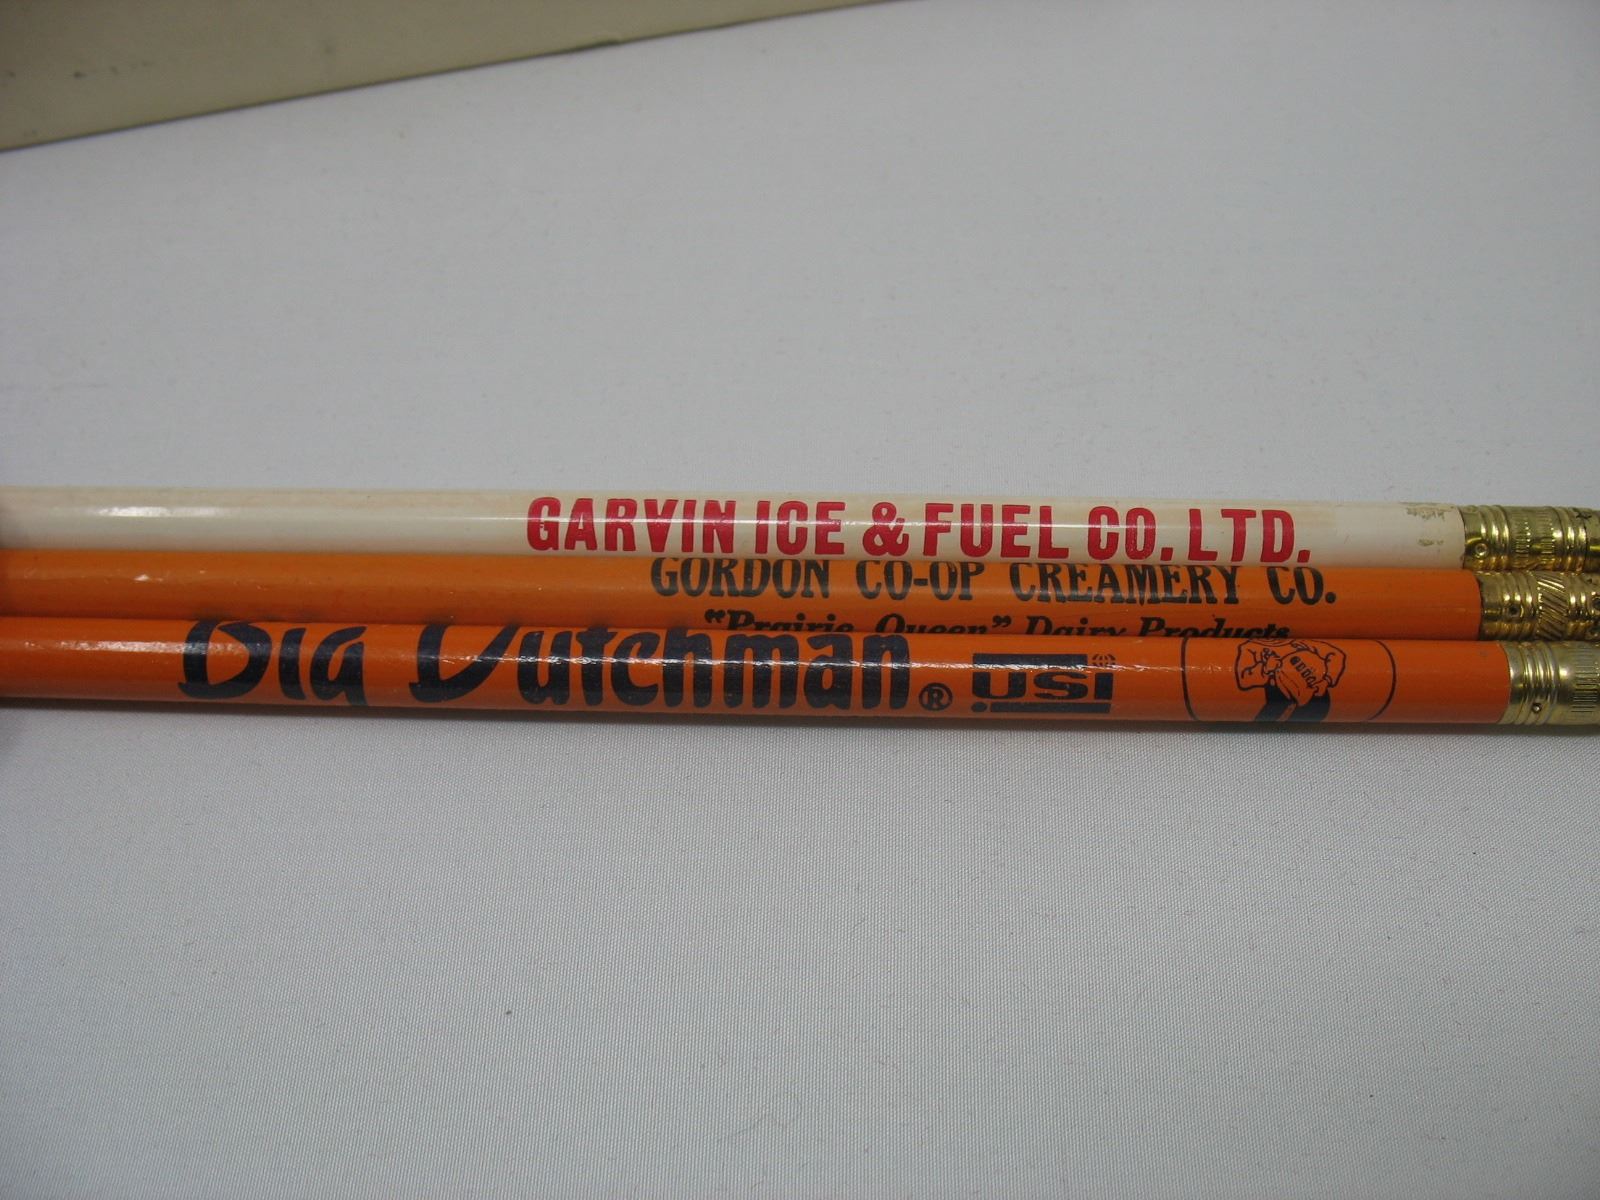 GARVIN ICE & FUEL CO. LTD.
GORDON CO-OP CREAMERY CO.
"Prairie Queen" Dairy Products
Big Dutchman ® USI